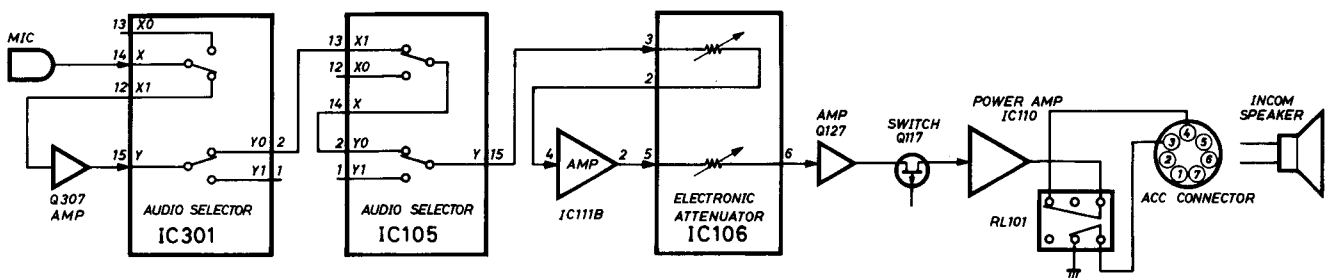 MIC
13 X0
14 X
12 X1
15 Y
Y0 2
Y1 1
Q307
AMP
AUDIO SELECTOR
IC301
13 X1
12 X0
14 X
2 Y0
1 Y1
Y 15
AUDIO SELECTOR
IC105
3
2
4
AMP
2
5
6
IC111B
ELECTRONIC
ATTENUATOR
IC106
AMP
Q127
SWITCH
Q117
POWER AMP
IC110
RL101
4
3
5
2
6
1
7
ACC CONNECTOR
INCOM
SPEAKER